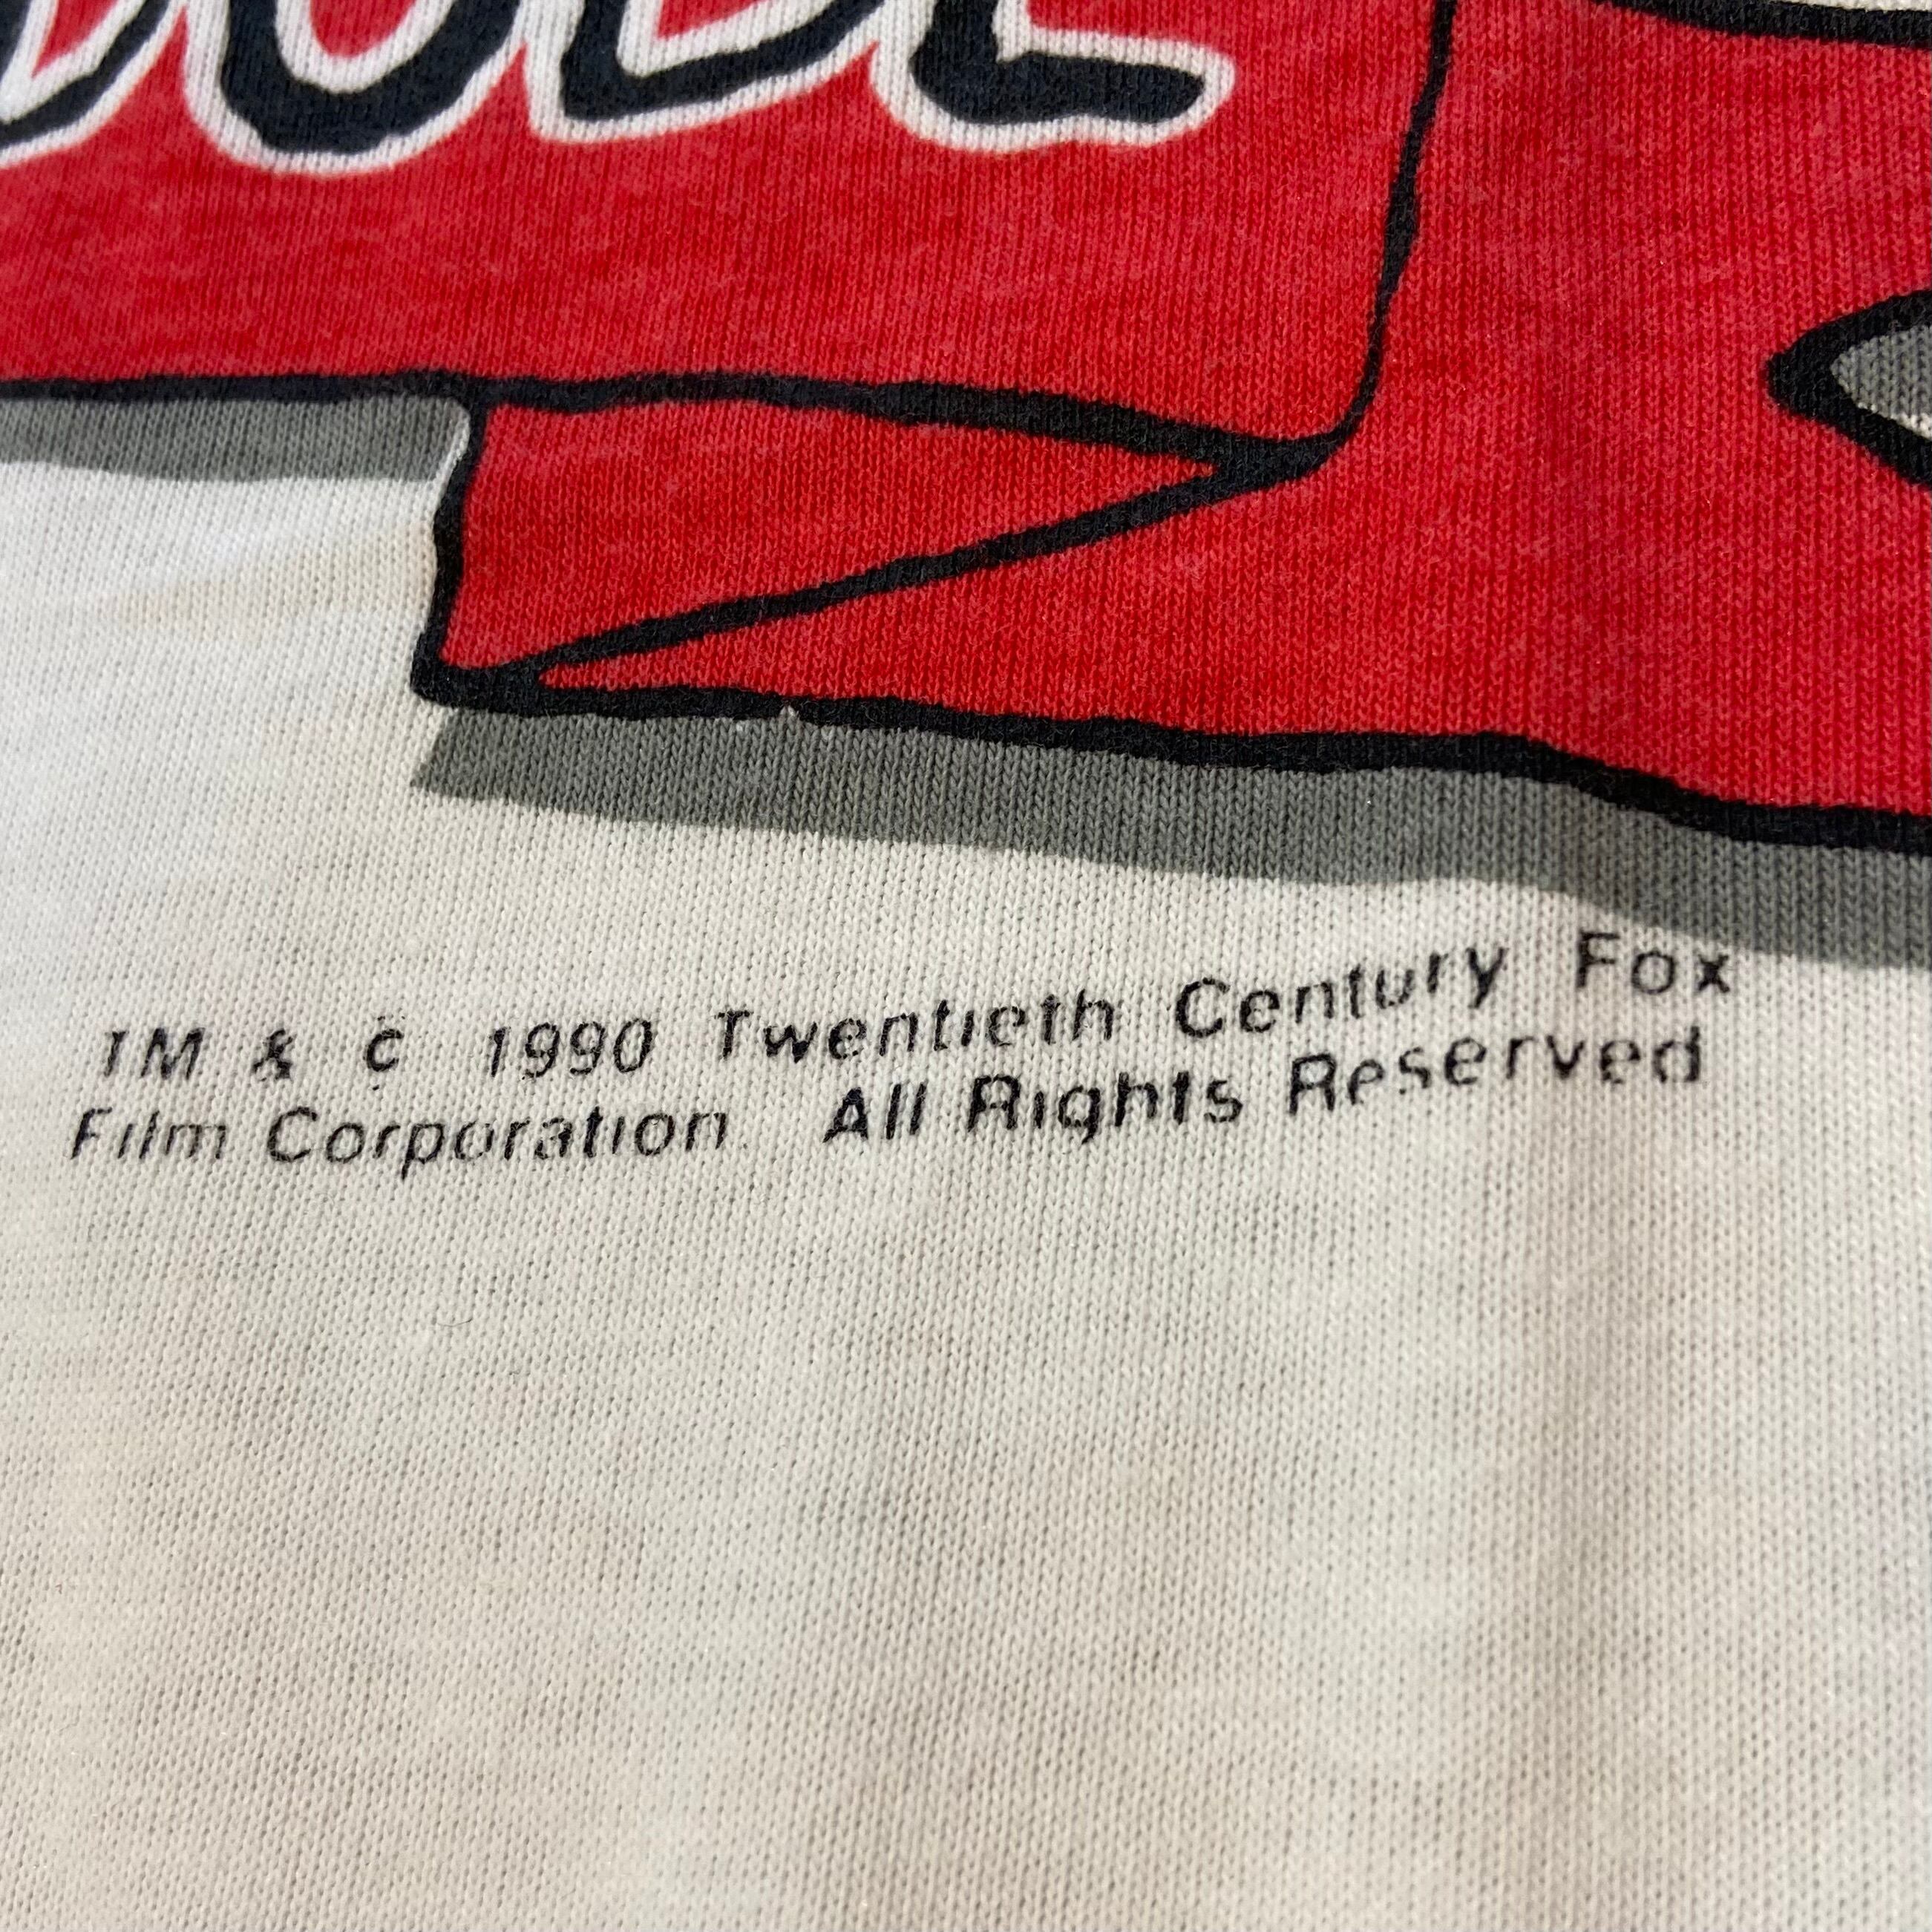 TM & c 1990 Twentieth Century Fox
Film Corporation. All Rights Reserved